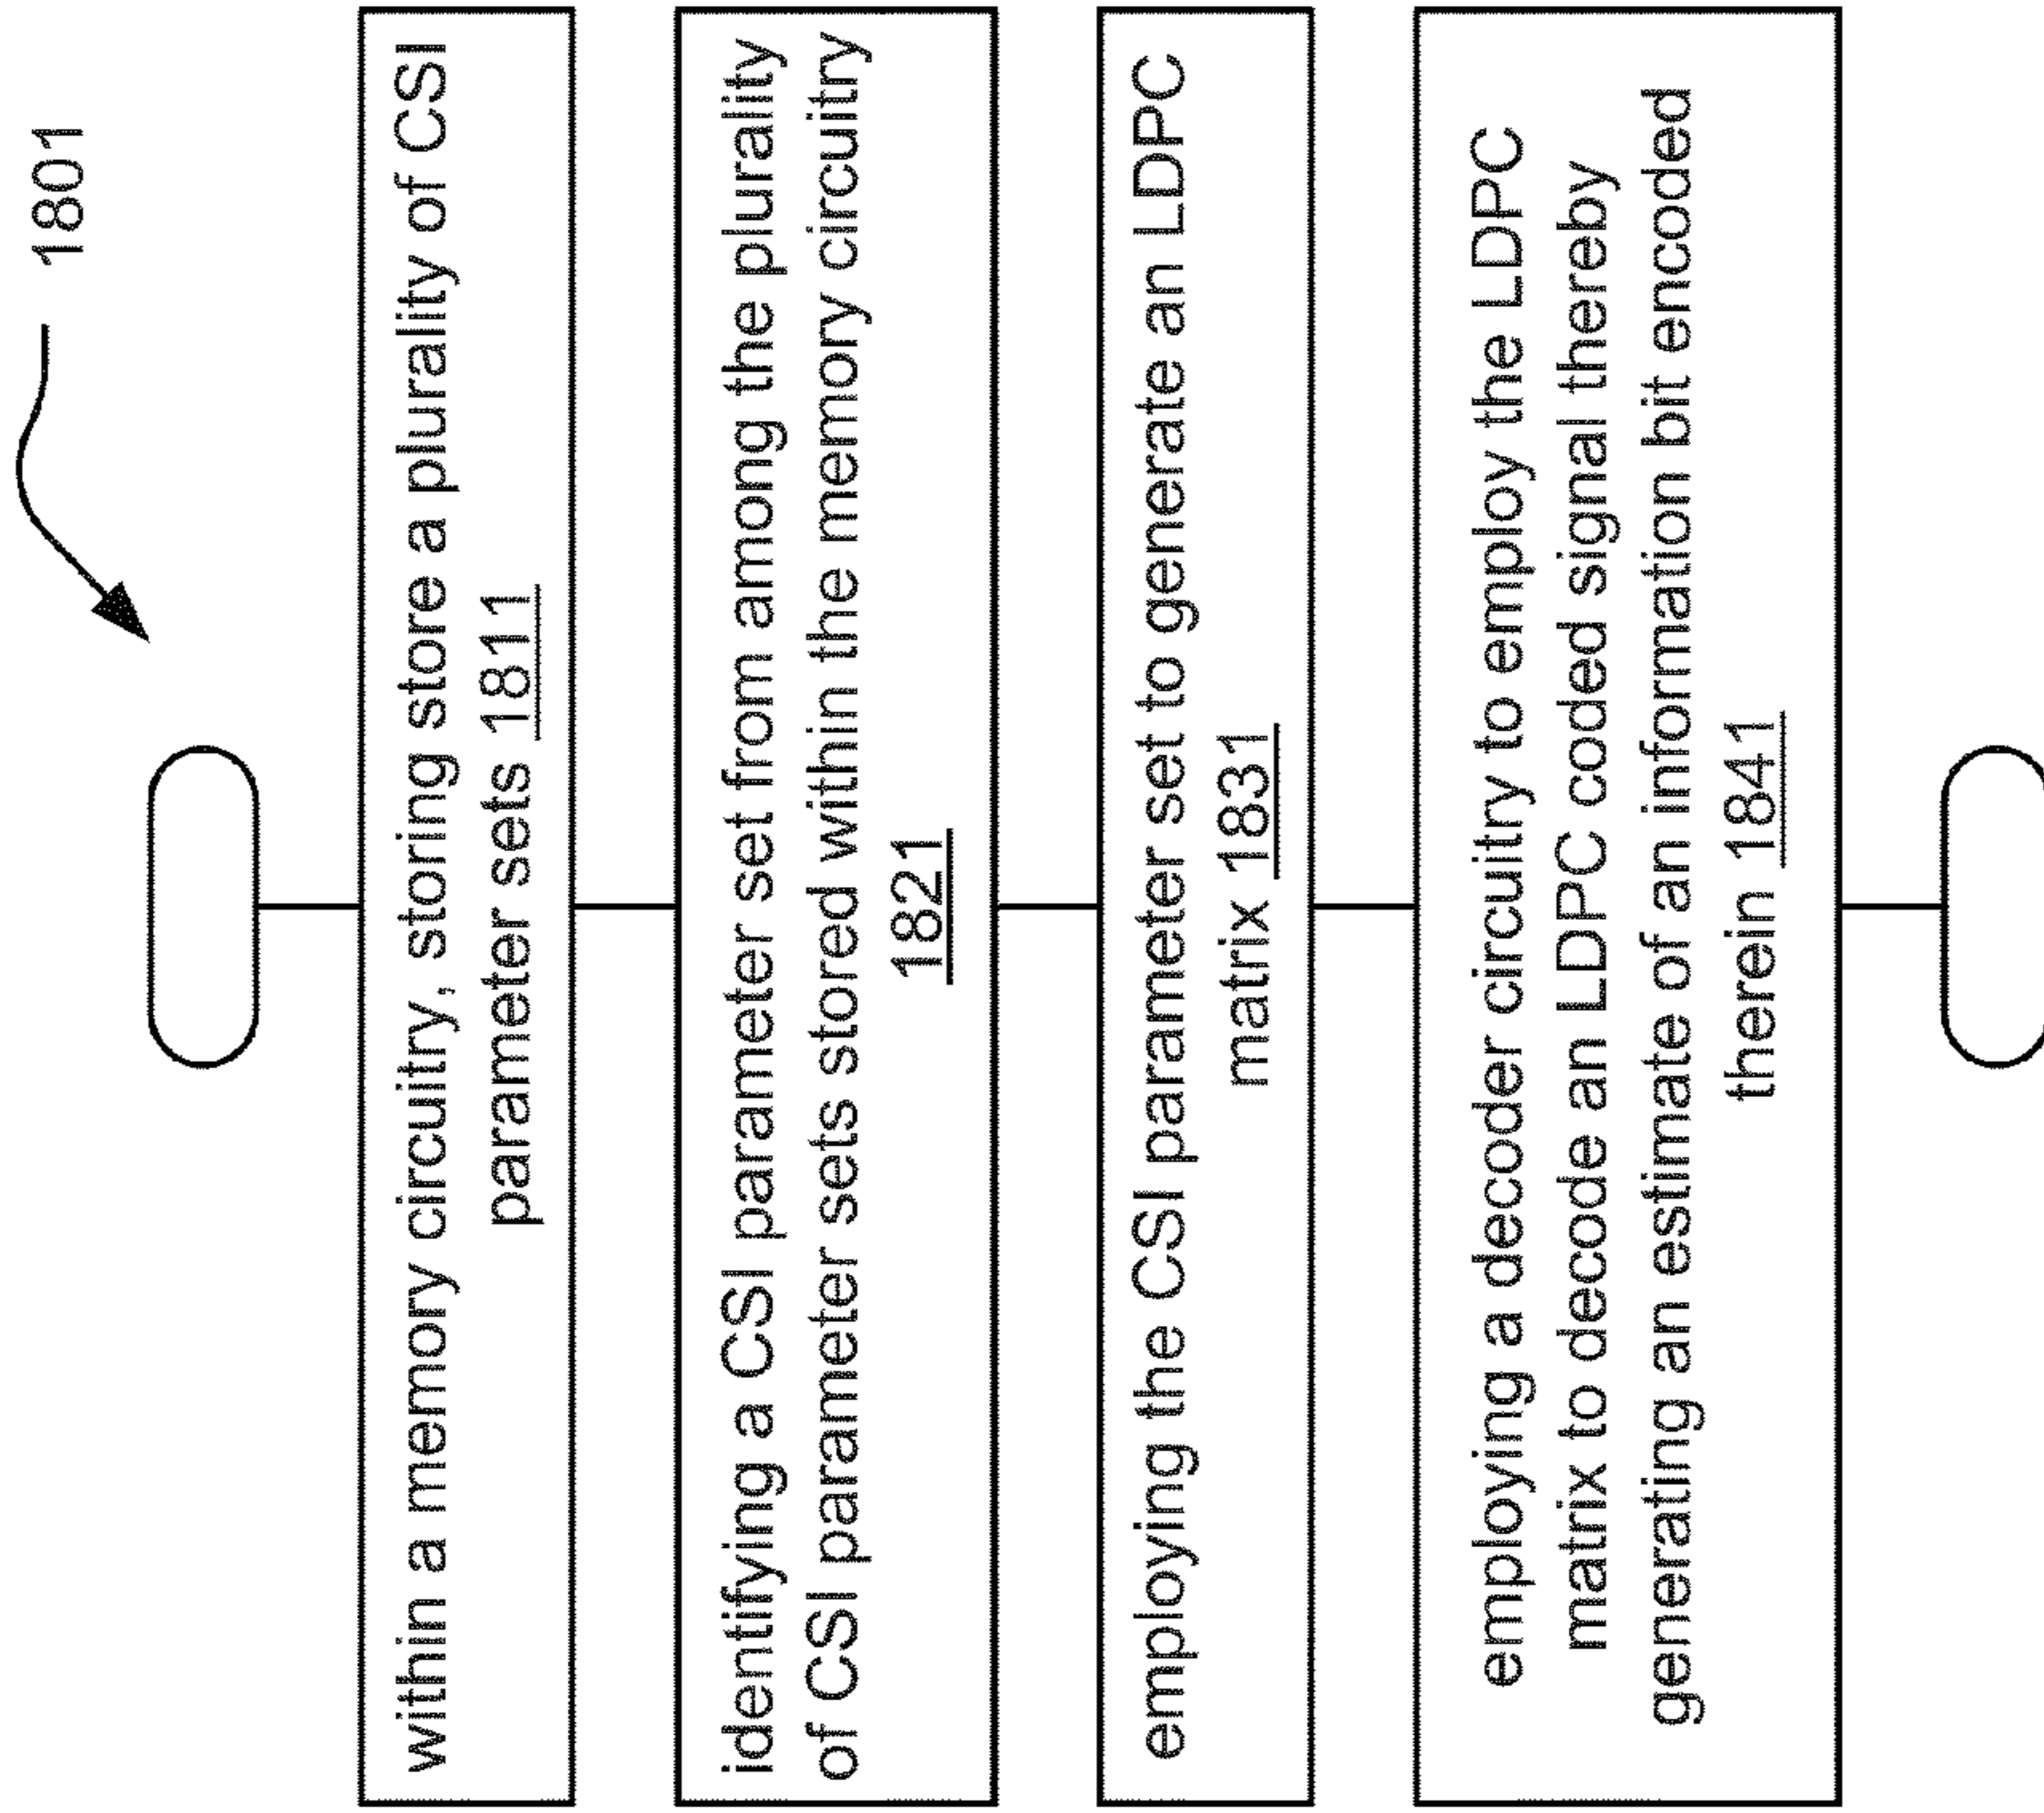 1801
within a memory circuitry, storing store a plurality of CSI
parameter sets 1811
identifying a CSI parameter set from among the plurality
of CSI parameter sets stored within the memory circuitry
1821
employing the CSI parameter set to generate an LDPC
matrix 1831
employing a decoder circuitry to employ the LDPC
matrix to decode an LDPC coded signal thereby
generating an estimate of an information bit encoded
therein 1841